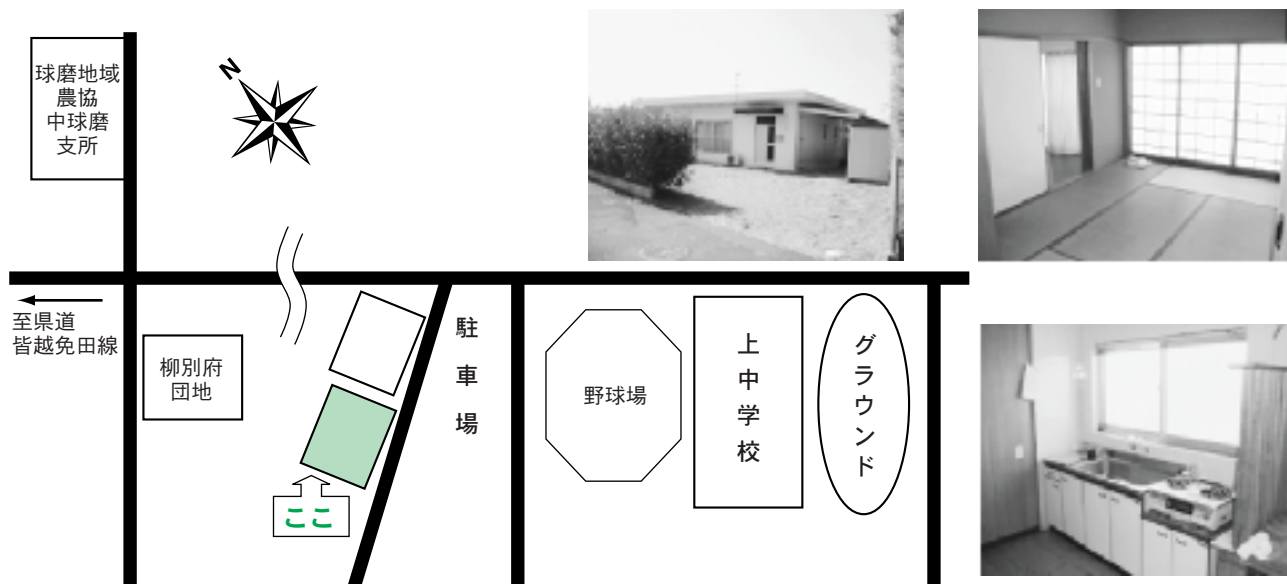 球磨地域
農協
中球磨
支所
N
至県道
皆越免田線
柳別府
団地
ここ
駐車場
野球場
上中学校
グラウンド